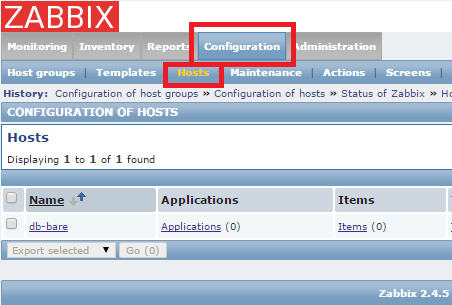 ZABBIX
Monitoring Inventory Reports Configuration Administration
Host groups | Templates | Hosts | Maintenance | Actions | Screens |
History: Configuration of host groups » Configuration of hosts » Status of Zabbix »
CONFIGURATION OF HOSTS
Hosts
Displaying 1 to 1 of 1 found
Name Applications Items
db-bare Applications (0) Items (0)
Export selected Go (0)
Zabbix 2.4.5